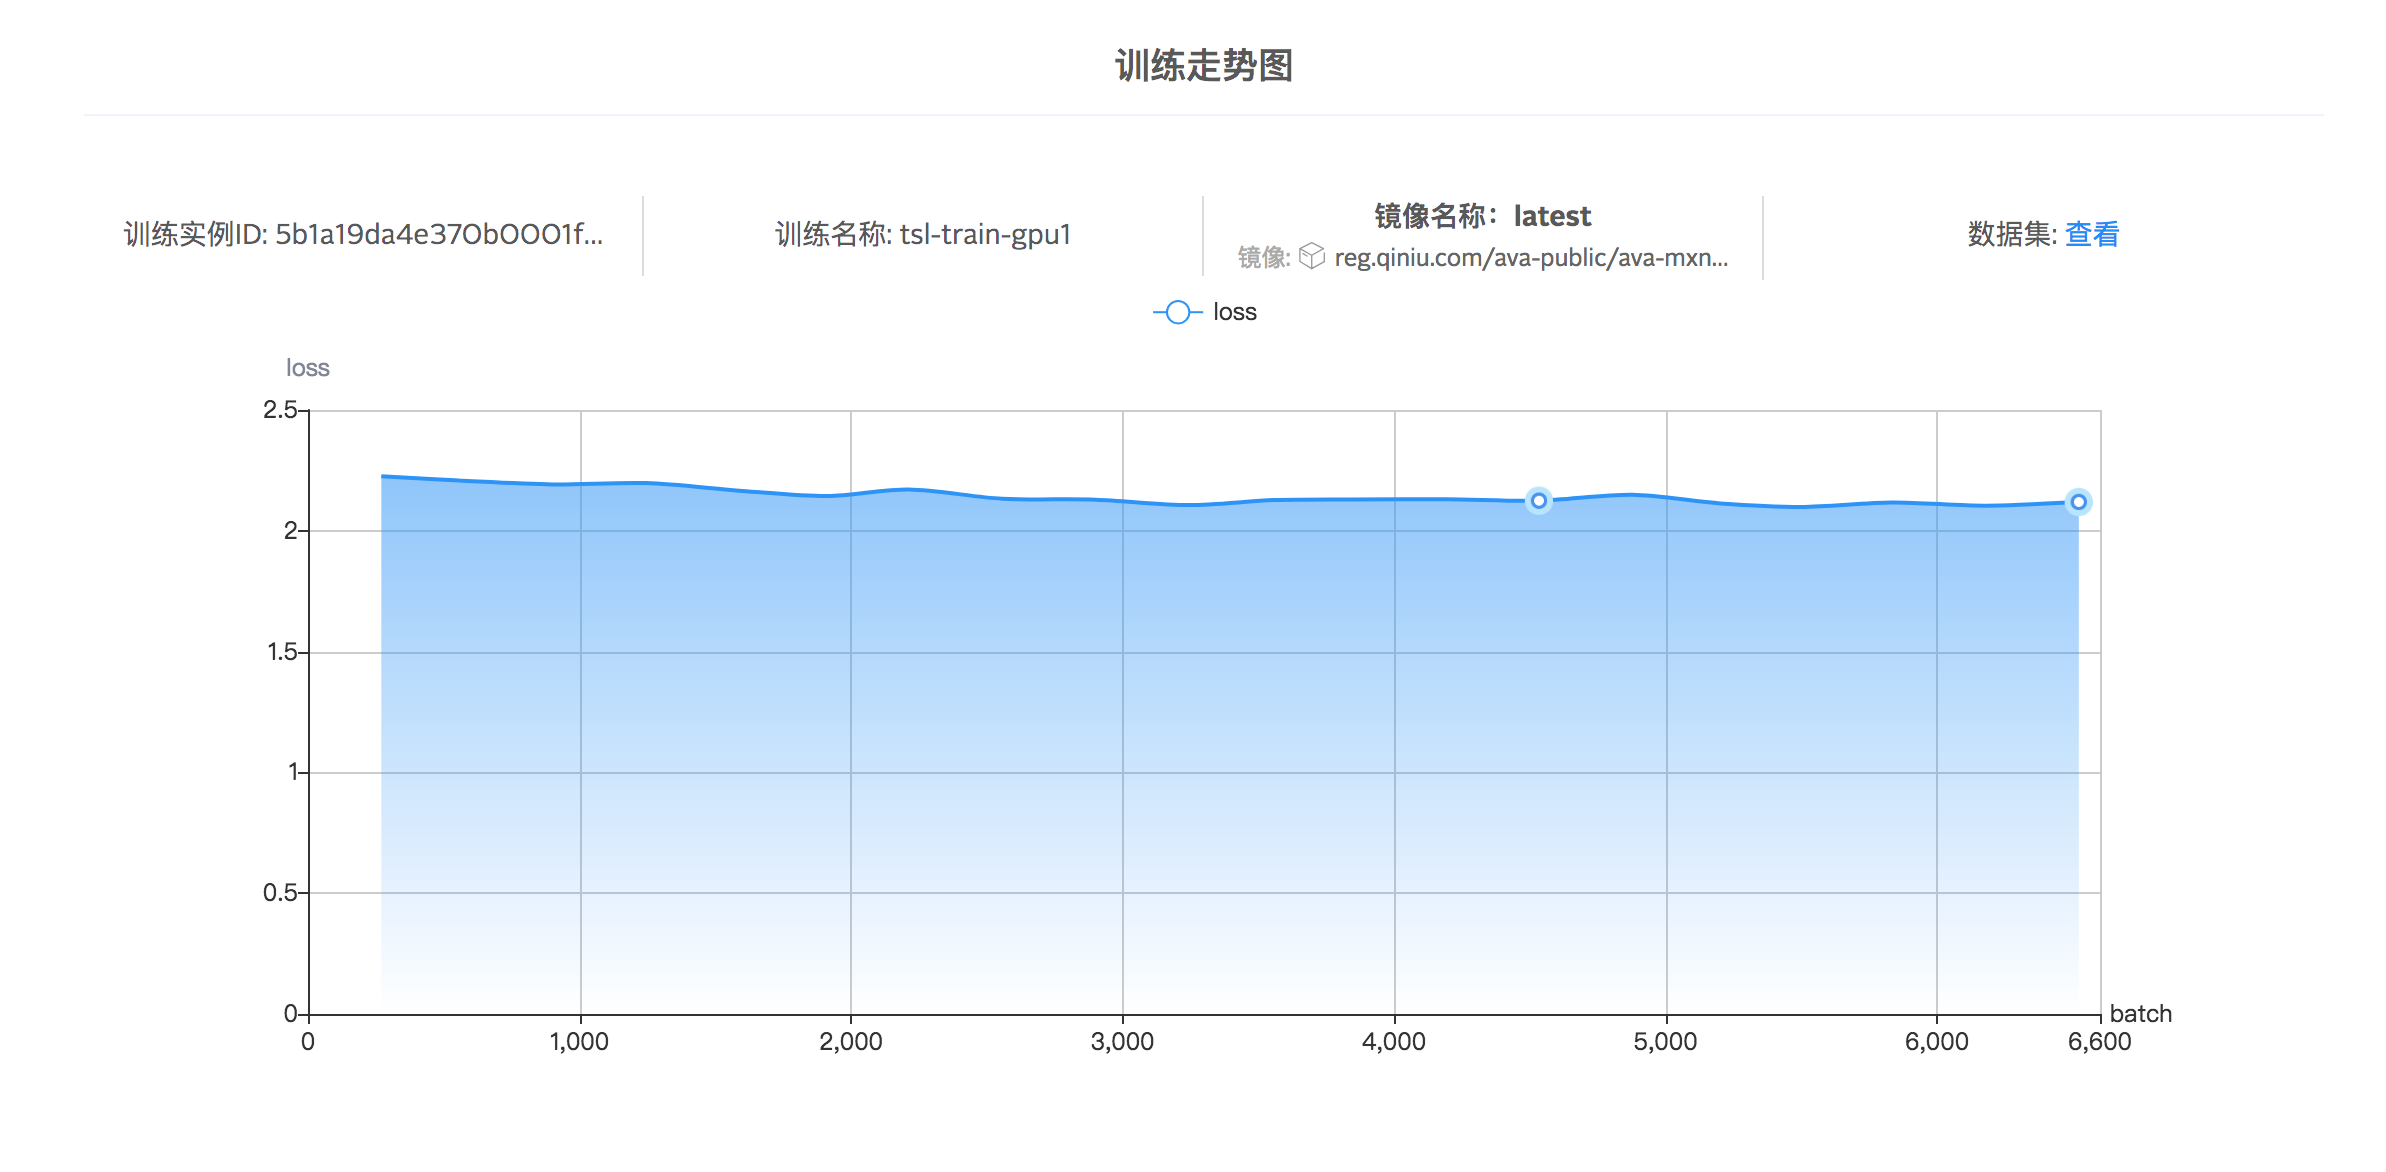 训练走势图
训练实例ID: 5b1a19da4e370b0001f...
训练名称: tsl-train-gpu1
镜像名称：latest
镜像: reg.qiniu.com/ava-public/ava-mxn...
数据集: 查看
loss
loss
2.5
2
1.5
1
0.5
0
batch
0 1,000 2,000 3,000 4,000 5,000 6,000 6,600